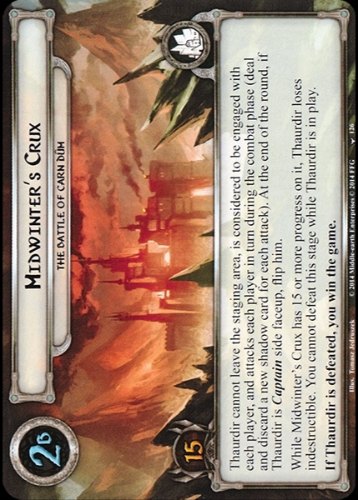 2B
MIDWINTER'S CRUX
THE BATTLE OF CARN DÛM
15
Thaurdir cannot leave the staging area, is considered to be engaged with
each player, and attacks each player in turn during the combat phase (deal
and discard a new shadow card for each attack). At the end of the round, if
Thaurdir is Captain side faceup, flip him.
While Midwinter's Crux has 15 or more progress on it, Thaurdir loses
indestructible. You cannot defeat this stage while Thaurdir is in play.
If Thaurdir is defeated, you win the game.
Illus. Tomasz Jedruszek © 2014 Middle-earth Enterprises © 2014 FFG 126